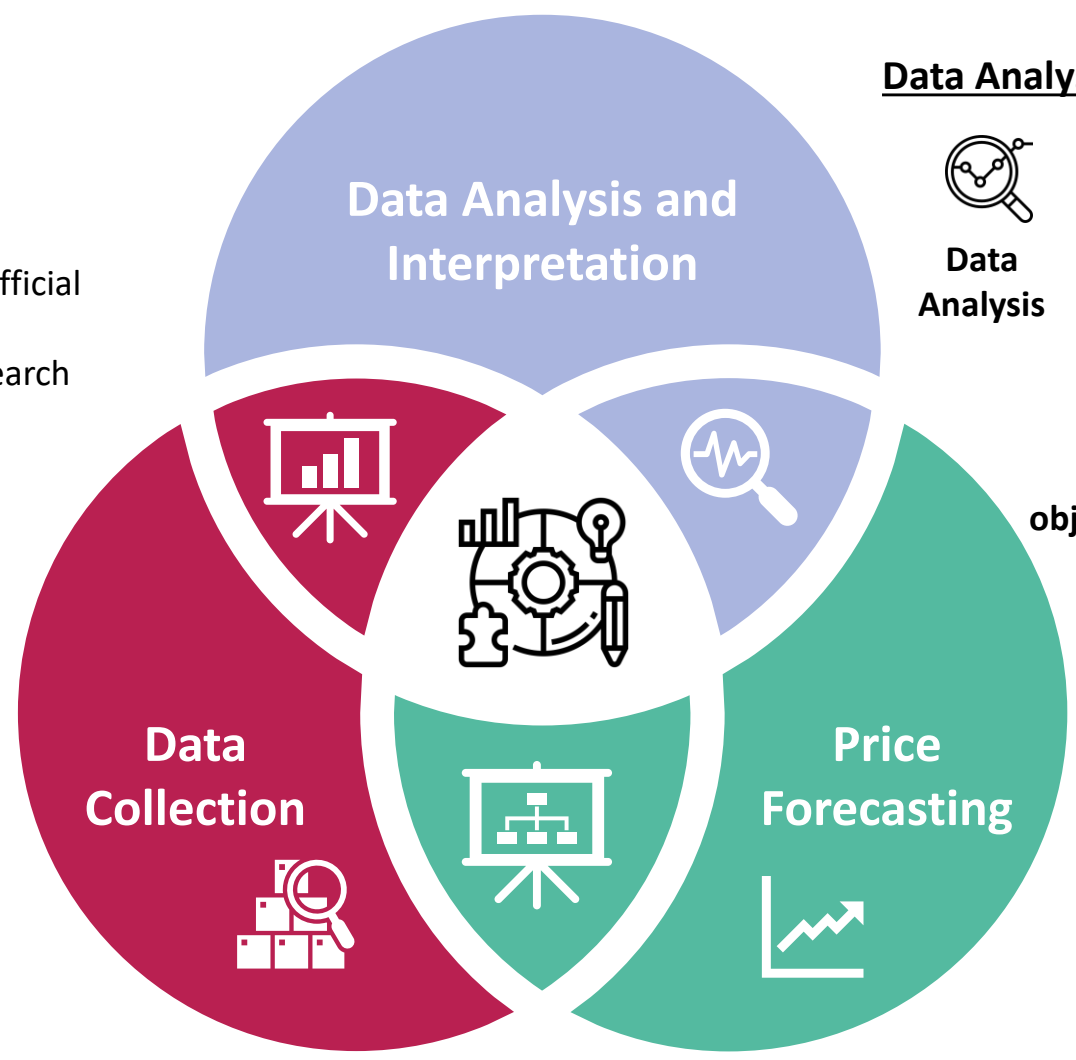 Data Analy
Data Analysis and
Interpretation
Data
Analysis
fficial
earch
obj
Data
Collection
Price
Forecasting